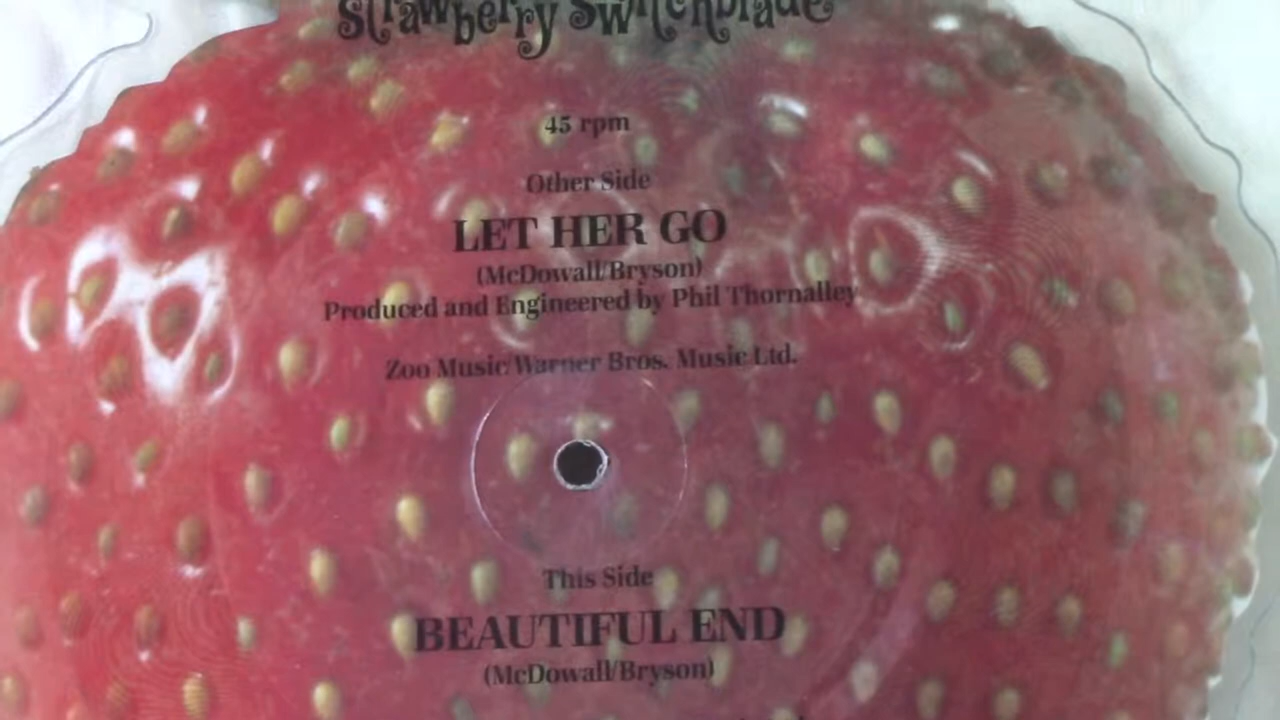 Strawberry Switchblade
45 rpm
Other Side
LET HER GO
(McDowall/Bryson)
Produced and Engineered by Phil Thornalley
Zoo Music/Warner Bros. Music Ltd.
This Side
BEAUTIFUL END
(McDowall/Bryson)